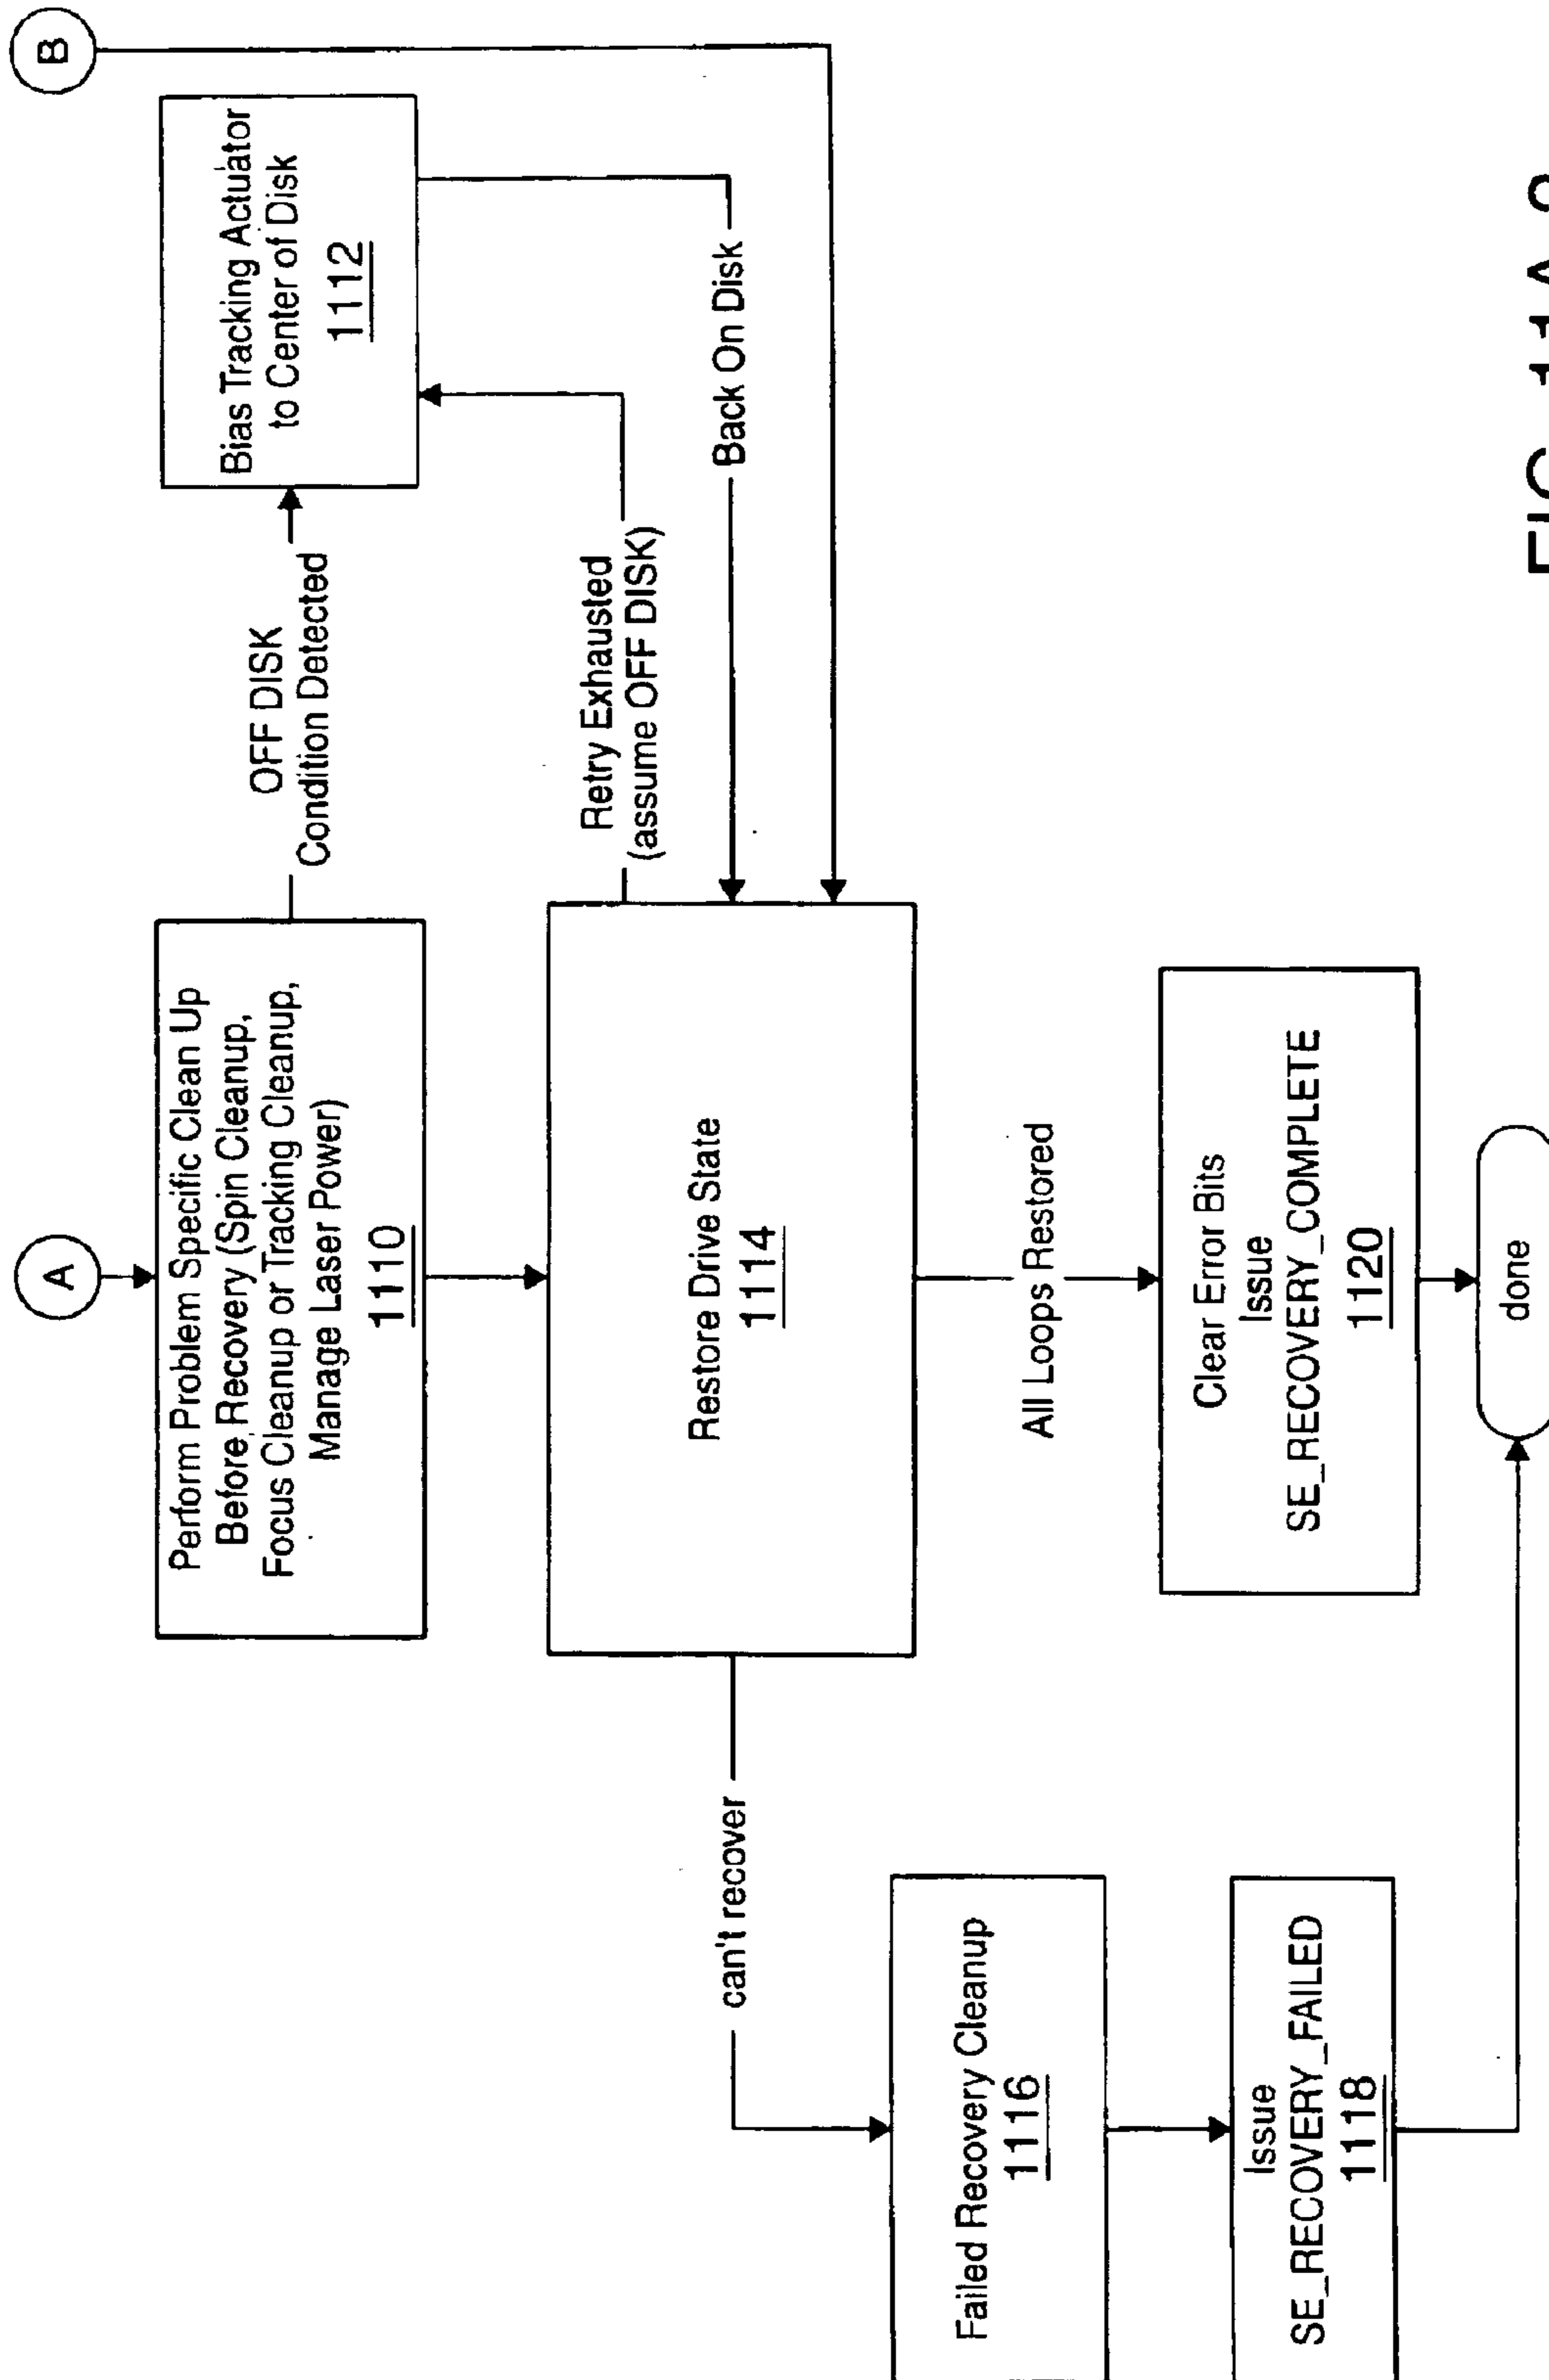 A
B
Perform Problem Specific Clean Up
Before Recovery (Spin Cleanup,
Focus Cleanup or Tracking Cleanup,
Manage Laser Power)
1110
OFF DISK
Condition Detected
Bias Tracking Actuator
to Center of Disk
1112
Retry Exhausted
(assume OFF DISK)
Back On Disk
Restore Drive State
1114
can't recover
All Loops Restored
Failed Recovery Cleanup
1116
Issue
SE_RECOVERY_FAILED
1118
Clear Error Bits
Issue
SE_RECOVERY_COMPLETE
1120
done